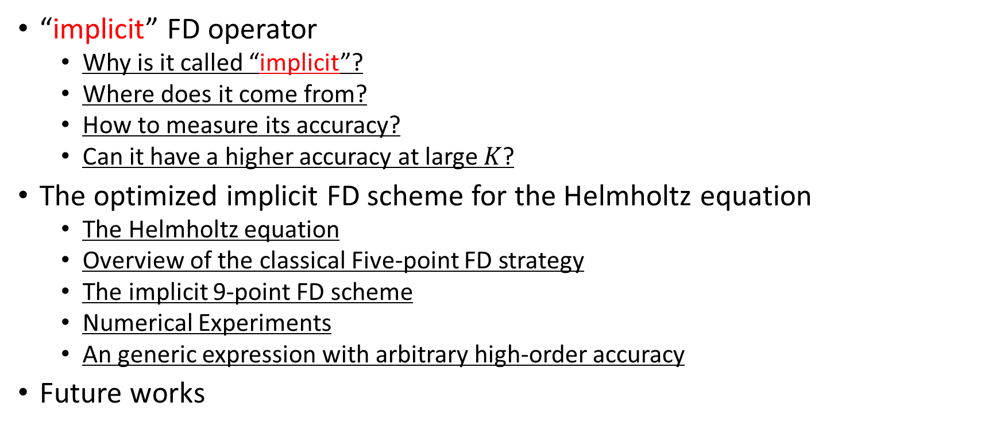 • “implicit” FD operator
• Why is it called “implicit”?
• Where does it come from?
• How to measure its accuracy?
• Can it have a higher accuracy at large K?
• The optimized implicit FD scheme for the Helmholtz equation
• The Helmholtz equation
• Overview of the classical Five-point FD strategy
• The implicit 9-point FD scheme
• Numerical Experiments
• An generic expression with arbitrary high-order accuracy
• Future works